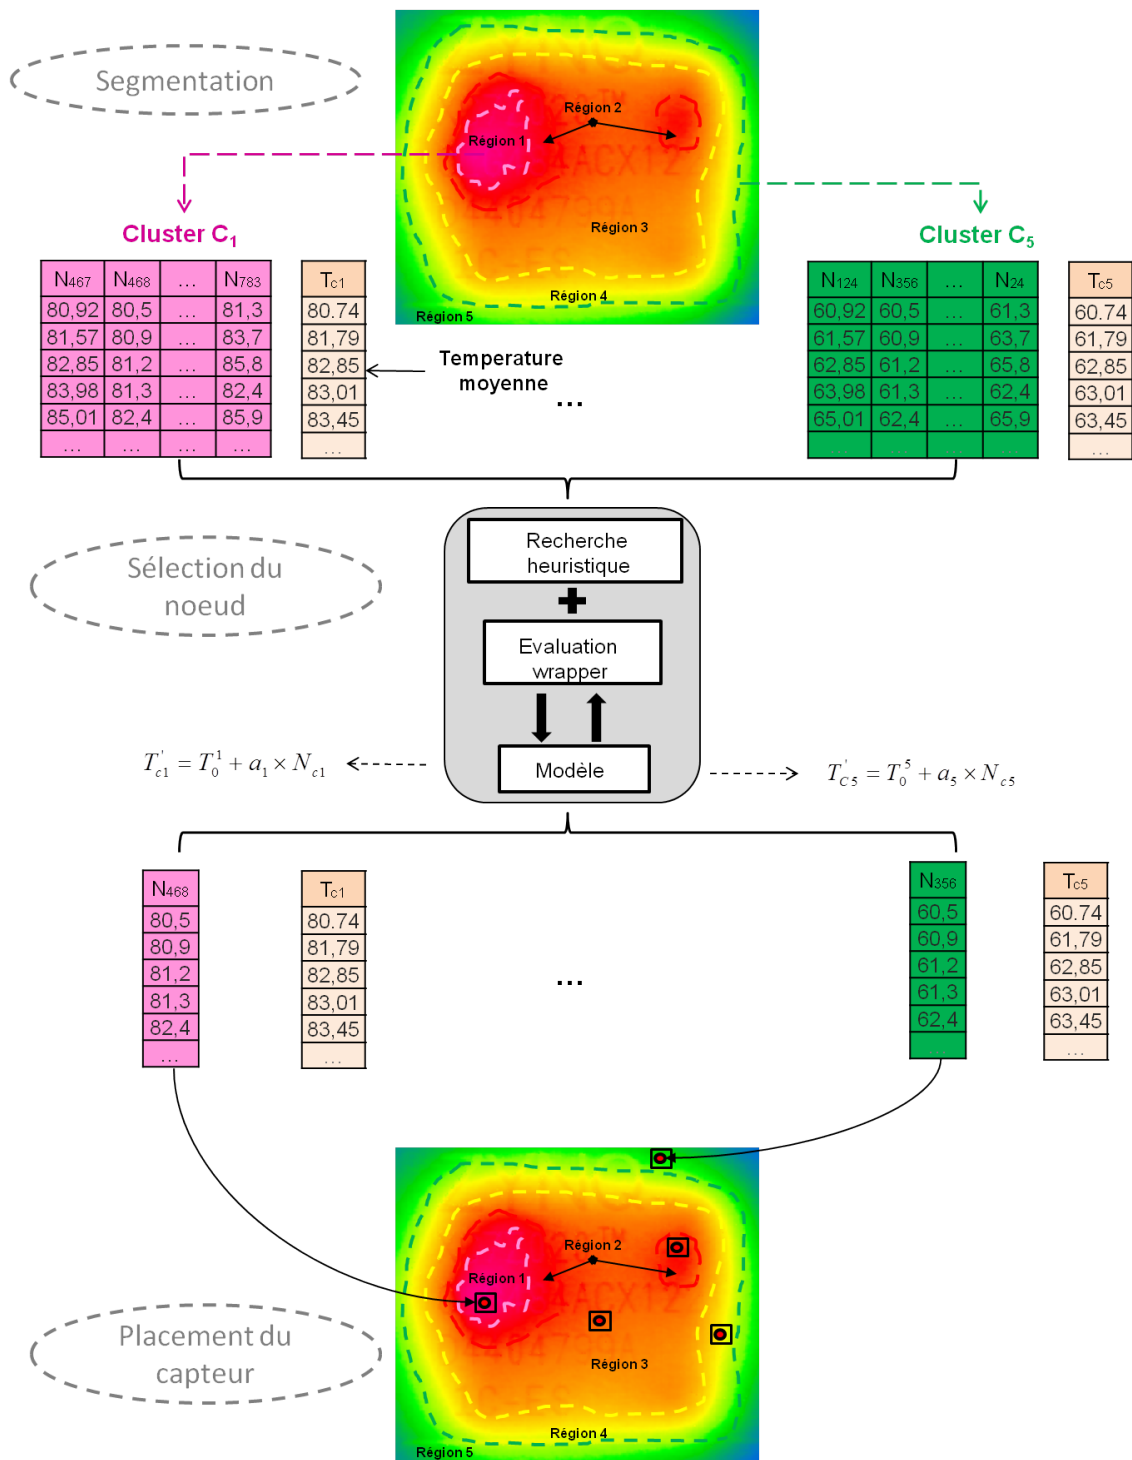 Segmentation
Région 2
Région 1
ACX12
Région 3
Région 4
Région 5
Cluster C1
Cluster C5
N467 N468 ... N783
80,92 80,5 ... 81,3
81,57 80,9 ... 83,7
82,85 81,2 ... 85,8
83,98 81,3 ... 82,4
85,01 82,4 ... 85,9
... ... ... ...
Tc1
80.74
81,79
82,85
83,01
83,45
...
Temperature
moyenne
...
N124 N356 ... N24
60,92 60,5 ... 61,3
61,57 60,9 ... 63,7
62,85 61,2 ... 65,8
63,98 61,3 ... 62,4
65,01 62,4 ... 65,9
... ... ... ...
Tc5
60.74
61,79
62,85
63,01
63,45
...
Sélection du
noeud
Recherche
heuristique
Evaluation
wrapper
Modèle
T'c1 = T0^1 + a1 × Nc1
T'C5 = T0^5 + a5 × Nc5
N468
80,5
80,9
81,2
81,3
82,4
...
Tc1
80.74
81,79
82,85
83,01
83,45
...
...
N356
60,5
60,9
61,2
61,3
62,4
Tc5
60.74
61,79
62,85
63,01
63,45
...
Placement du
capteur
Région 2
Région 1
ACX12
Région 3
Région 4
Région 5